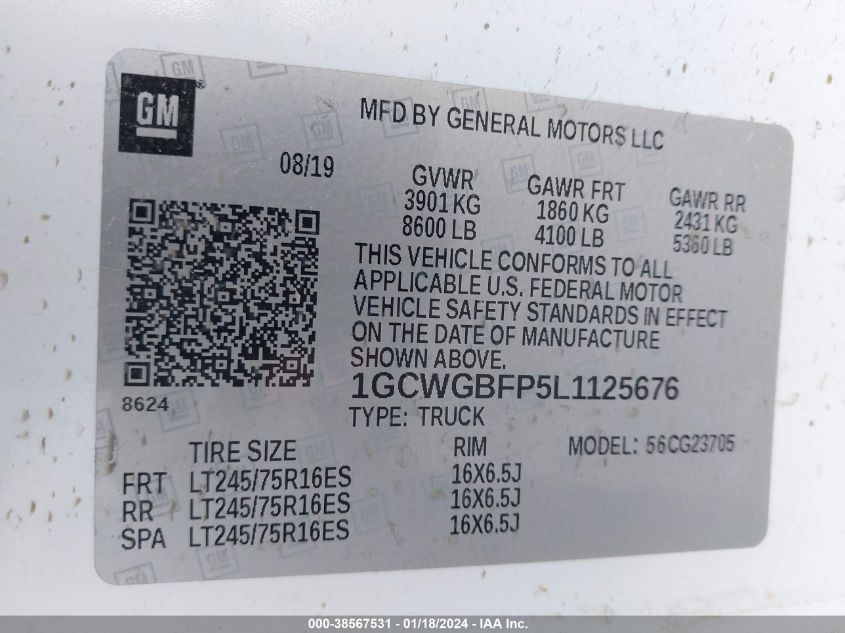 GM
MFD BY GENERAL MOTORS LLC
08/19
GVWR GAWR FRT GAWR RR
3901 KG 1860 KG 2431 KG
8600 LB 4100 LB 5360 LB
THIS VEHICLE CONFORMS TO ALL
APPLICABLE U.S. FEDERAL MOTOR
VEHICLE SAFETY STANDARDS IN EFFECT
ON THE DATE OF MANUFACTURE
SHOWN ABOVE.
8624
1GCWGBFP5L1125676
TYPE: TRUCK
MODEL: 56CG23705
TIRE SIZE RIM
FRT LT245/75R16ES 16X6.5J
RR LT245/75R16ES 16X6.5J
SPA LT245/75R16ES 16X6.5J
000-38567531 - 01/18/2024 - IAA Inc.